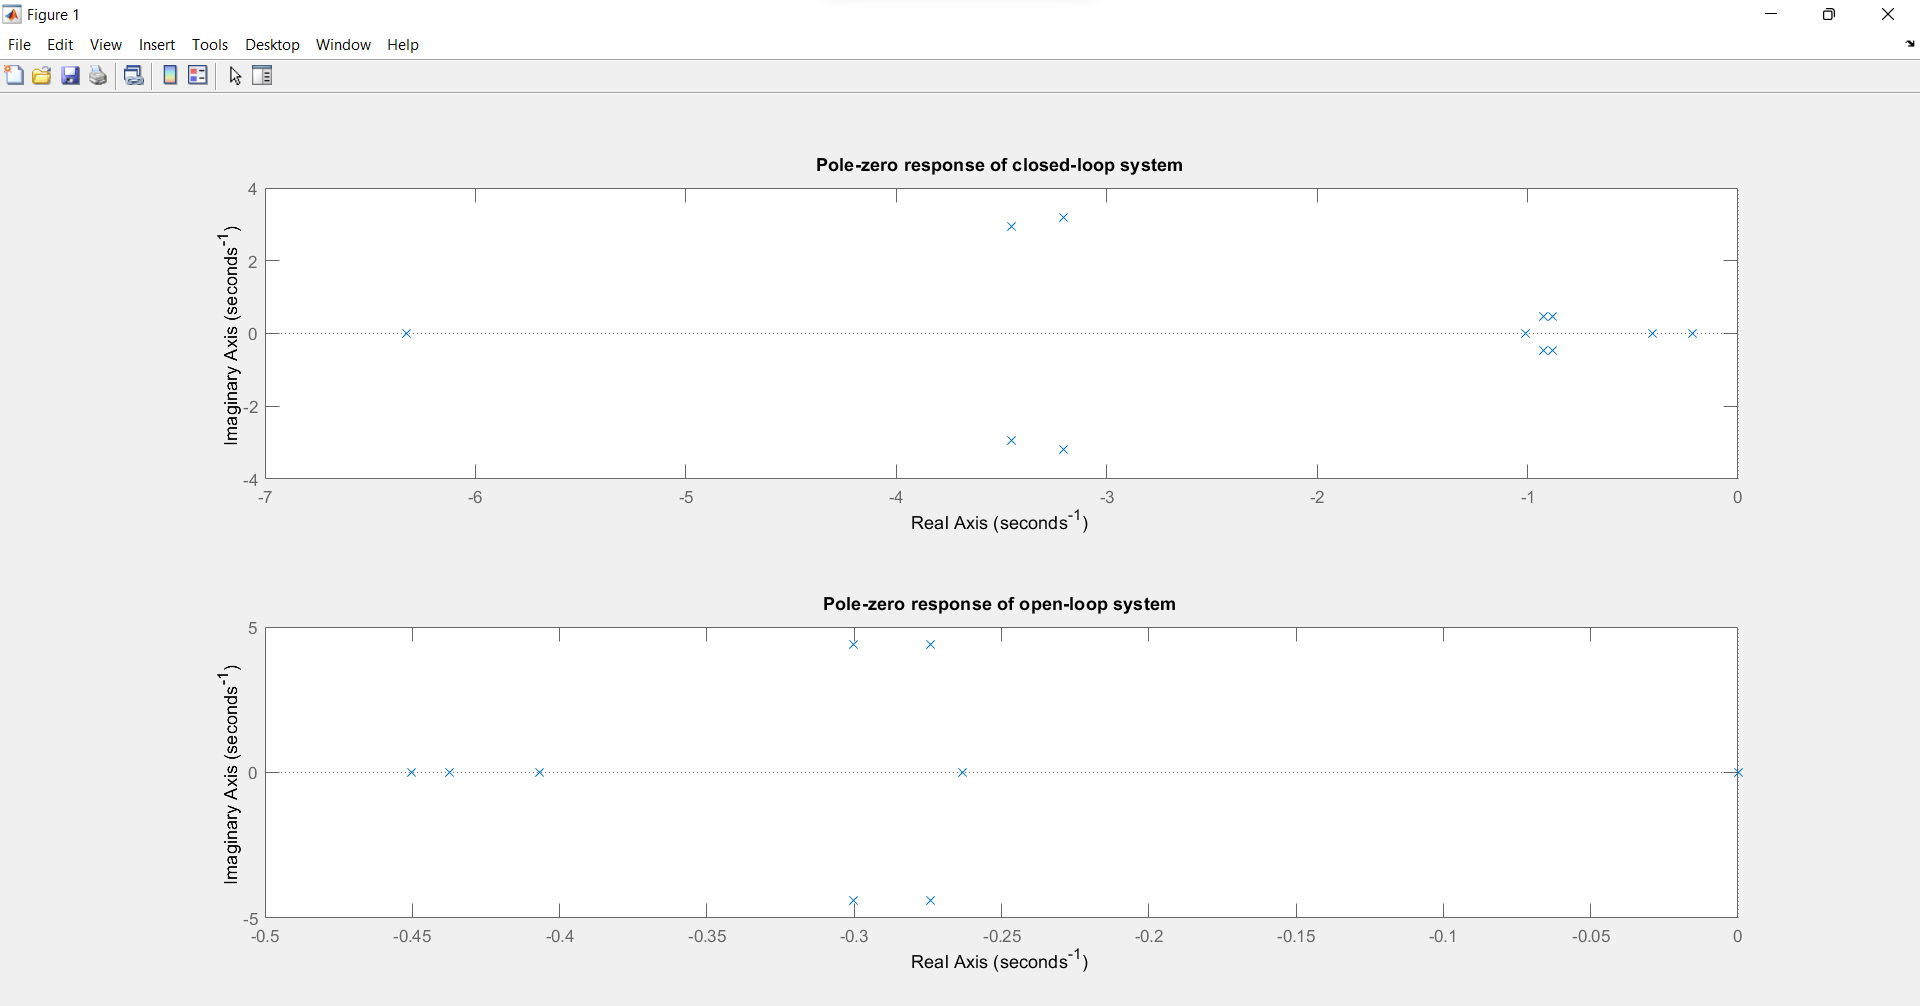 Figure 1
File Edit View Insert Tools Desktop Window Help
Pole-zero response of closed-loop system
4
2
0
-2
-4
Imaginary Axis (seconds⁻¹)
-7 -6 -5 -4 -3 -2 -1 0
Real Axis (seconds⁻¹)
Pole-zero response of open-loop system
5
0
-5
Imaginary Axis (seconds⁻¹)
-0.5 -0.45 -0.4 -0.35 -0.3 -0.25 -0.2 -0.15 -0.1 -0.05 0
Real Axis (seconds⁻¹)